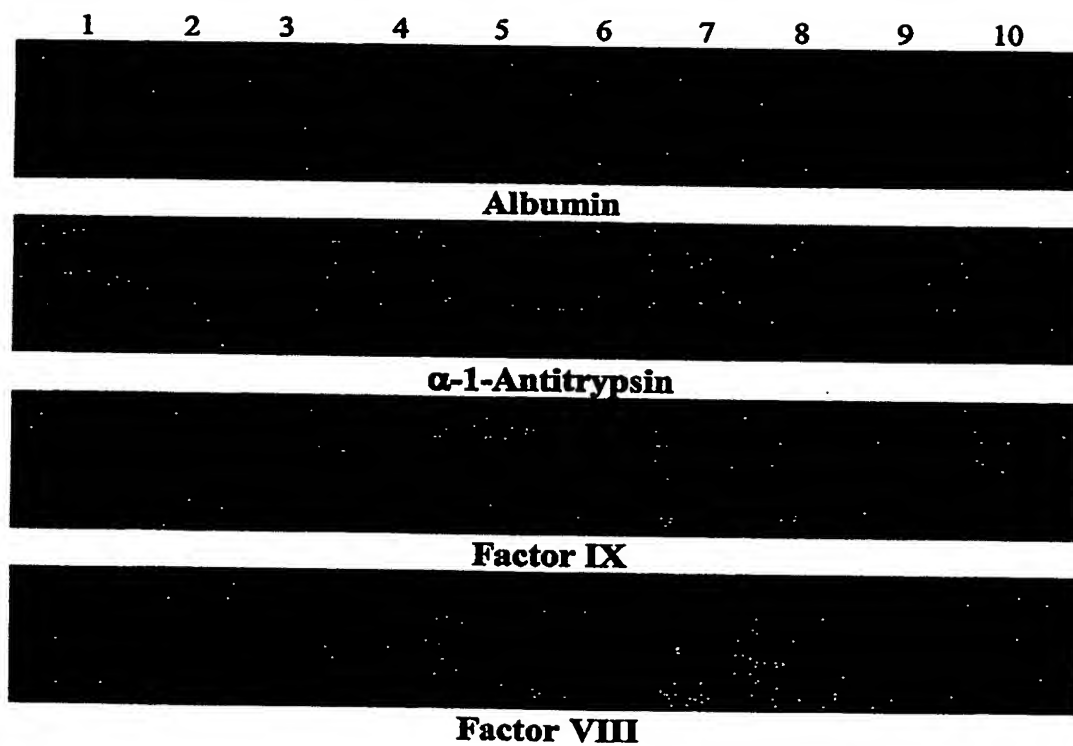 1 2 3 4 5 6 7 8 9 10
Albumin
α-1-Antitrypsin
Factor IX
Factor VIII